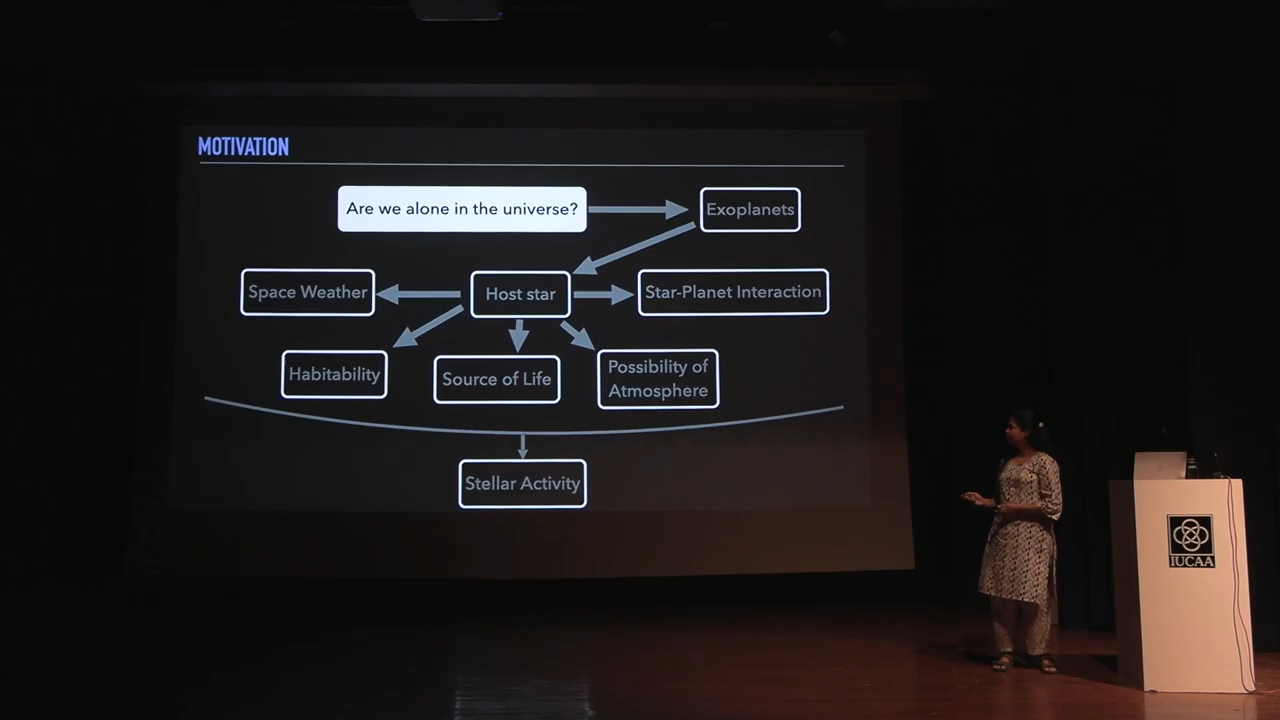 MOTIVATION
Are we alone in the universe?
Exoplanets
Space Weather
Host star
Star-Planet Interaction
Habitability
Source of Life
Possibility of
Atmosphere
Stellar Activity
IUCAA